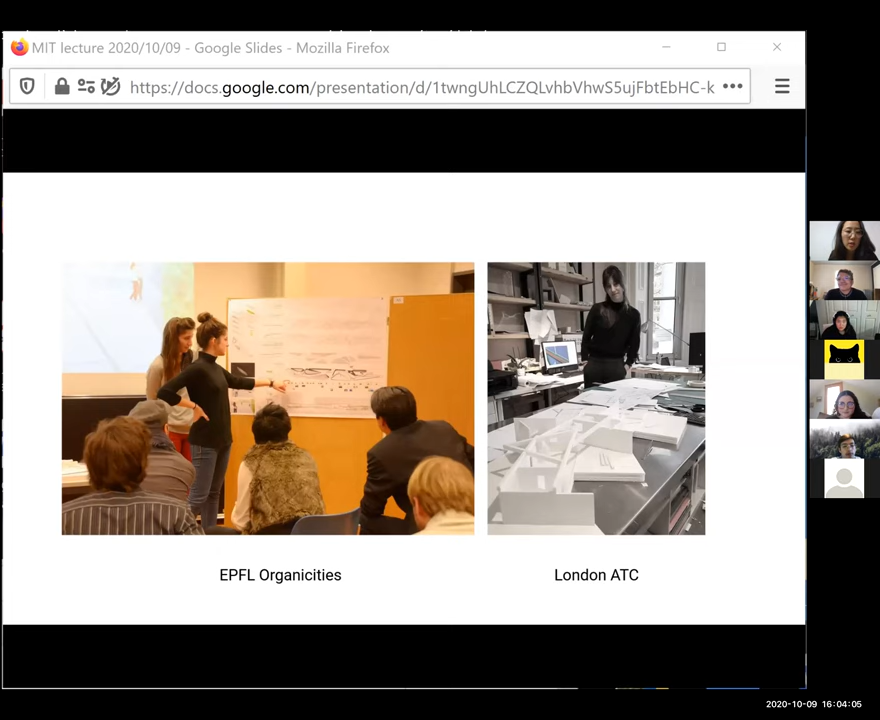 MIT lecture 2020/10/09 - Google Slides - Mozilla Firefox
https://docs.google.com/presentation/d/1twngUhLCZQLvhbVhwS5ujFbtEbHC-k
EPFL Organicities
London ATC
2020-10-09 16:04:05